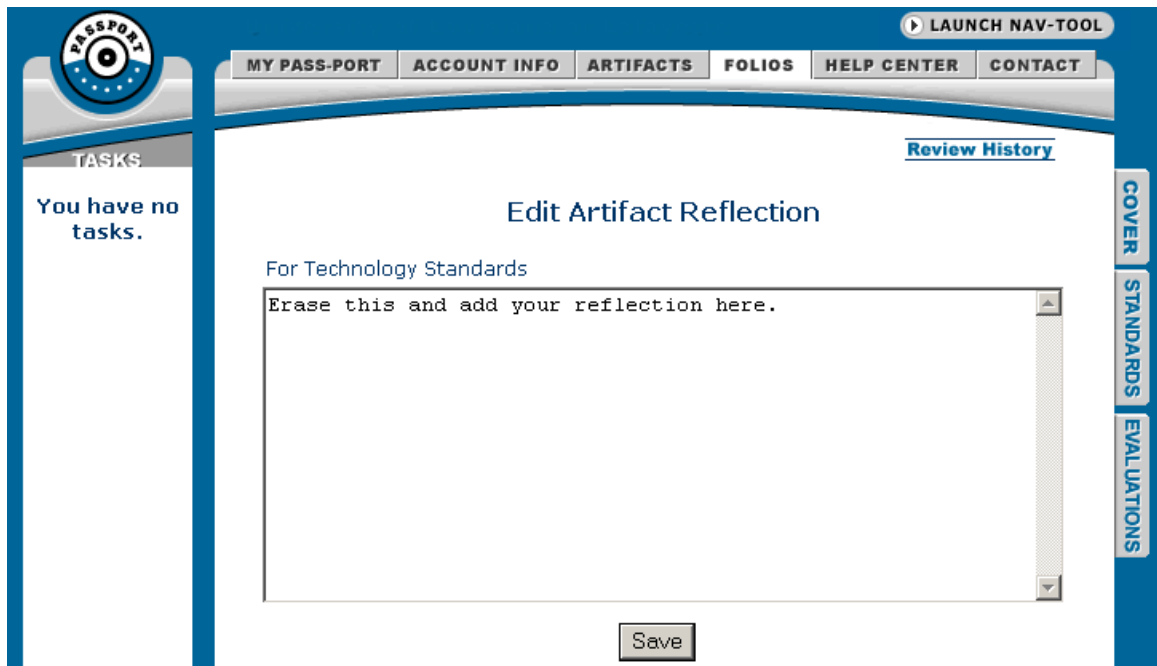 PASSPORT
LAUNCH NAV-TOOL
MY PASS-PORT ACCOUNT INFO ARTIFACTS FOLIOS HELP CENTER CONTACT
Review History
TASKS
You have no
tasks.
Edit Artifact Reflection
For Technology Standards
Erase this and add your reflection here.
Save
COVER
STANDARDS
EVALUATIONS